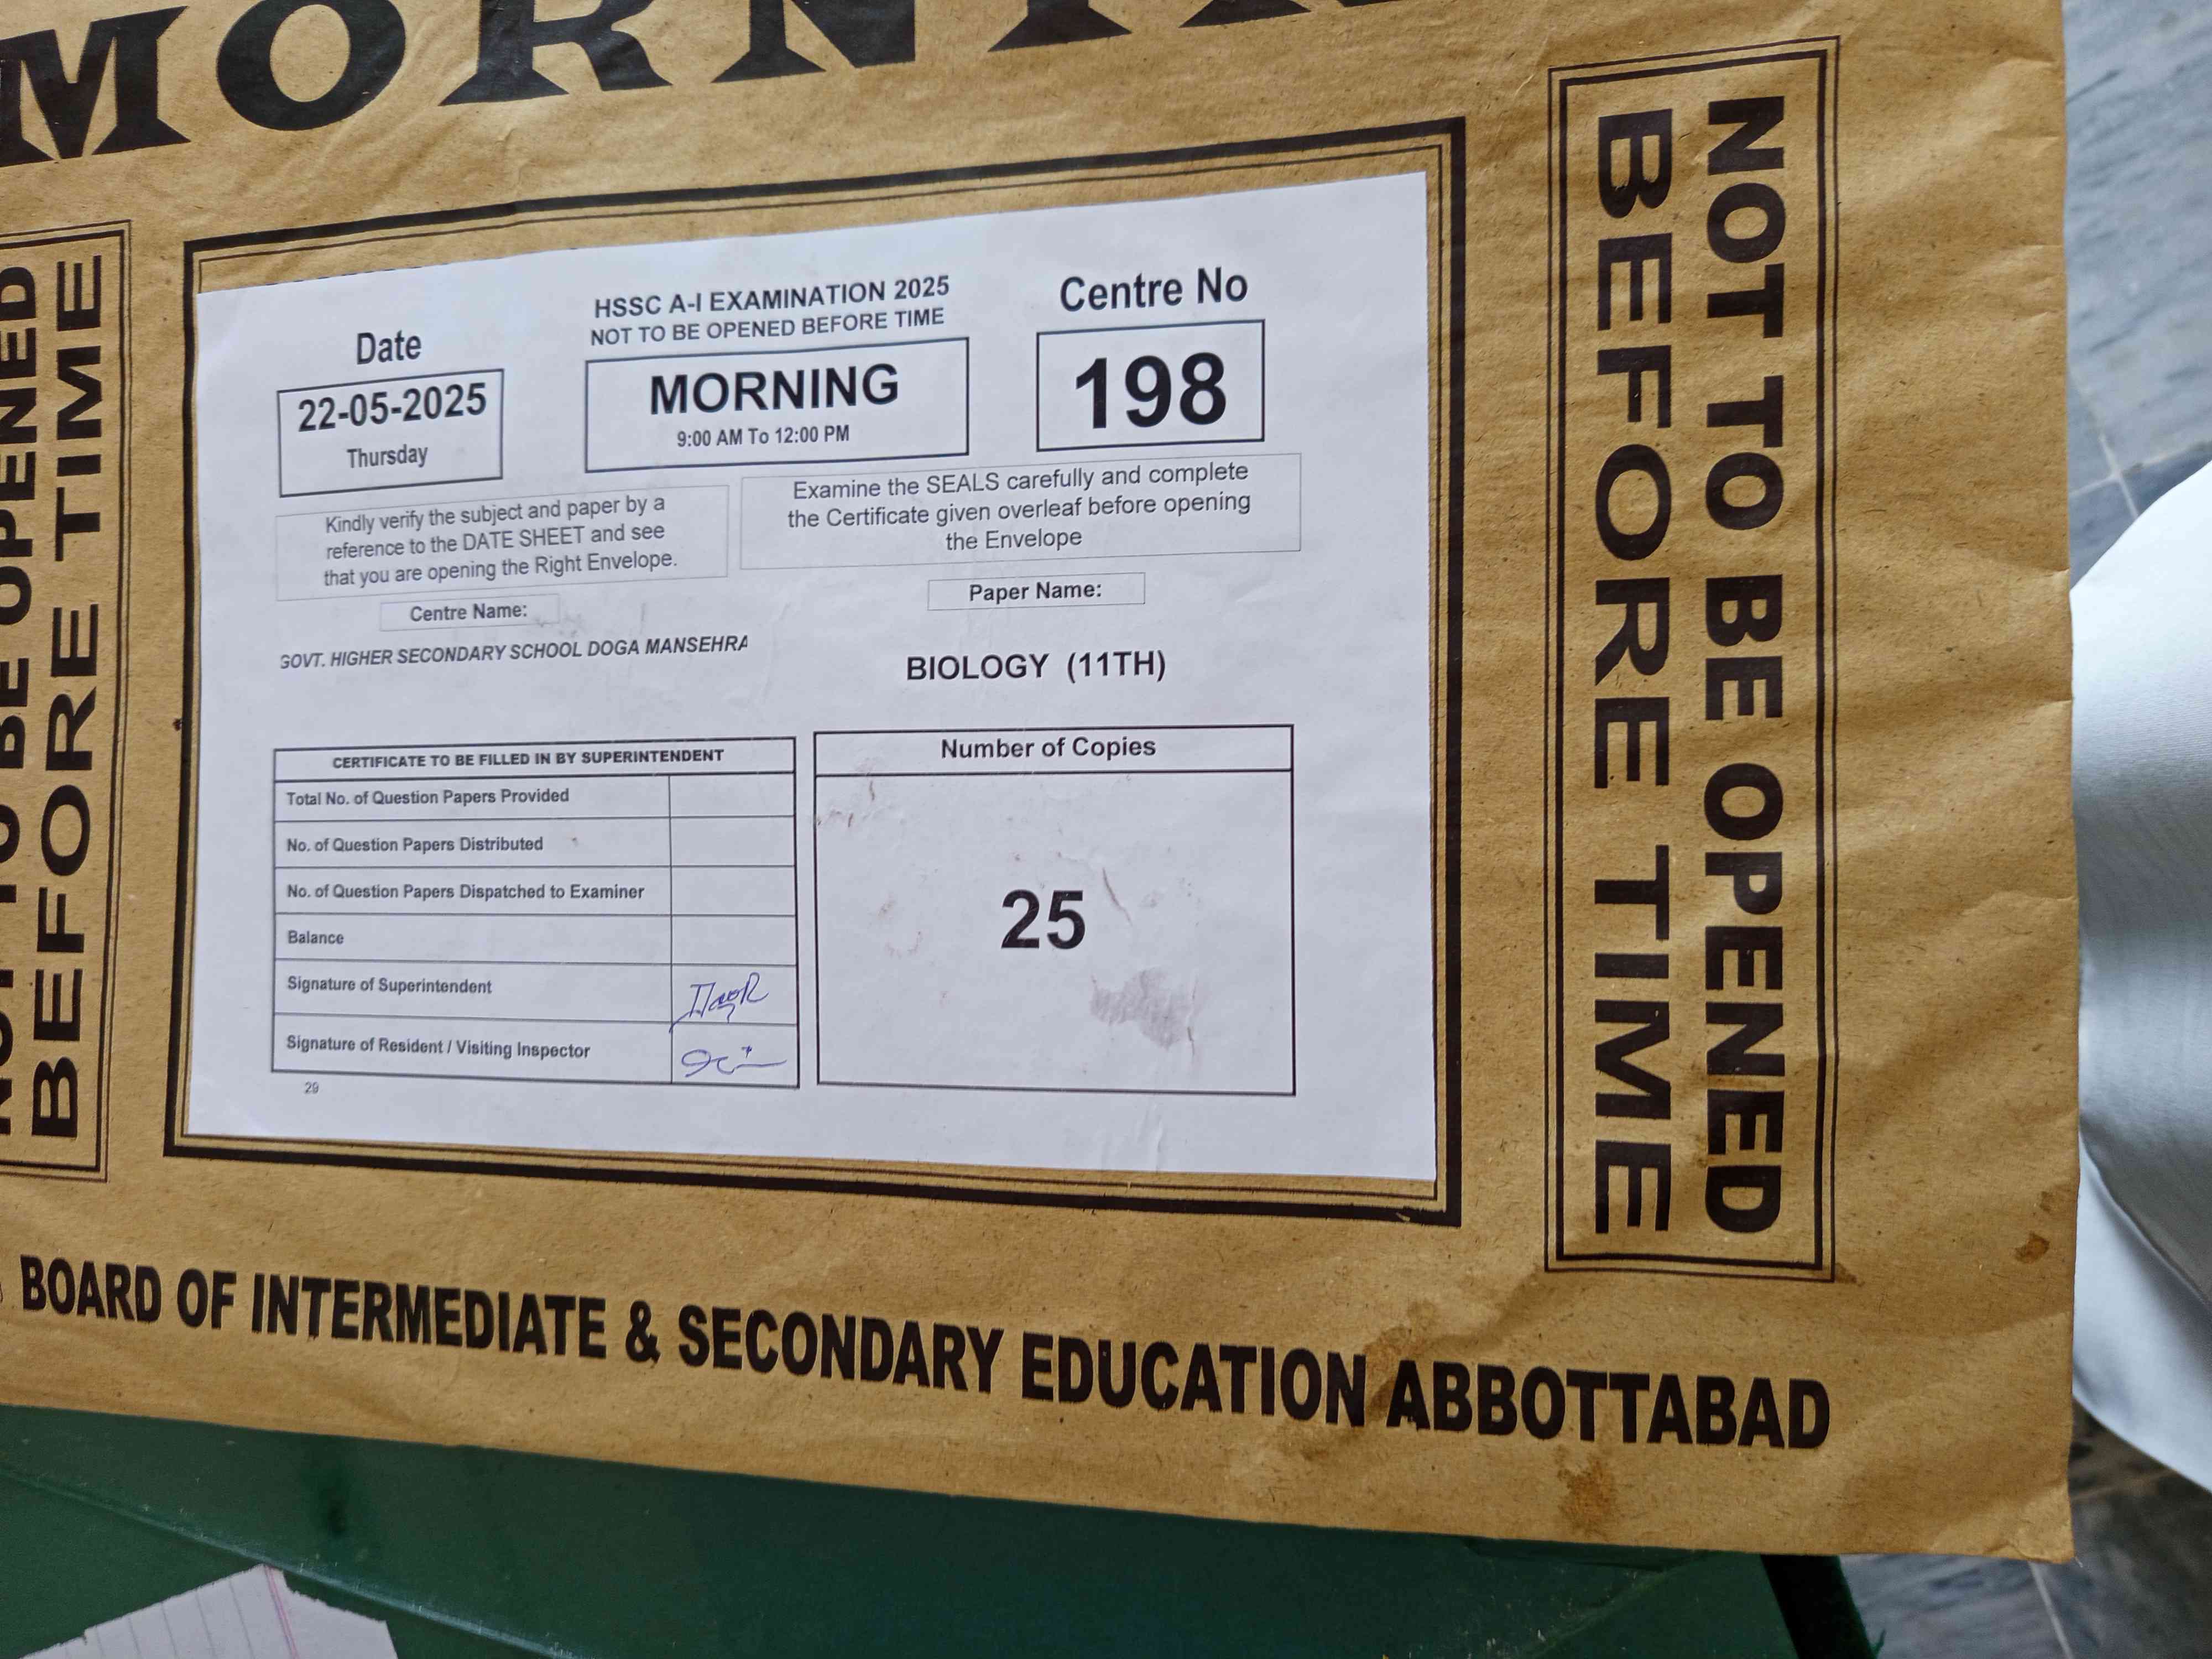 MORNI
NOT TO BE OPENED
BEFORE TIME
HSSC A-I EXAMINATION 2025
NOT TO BE OPENED BEFORE TIME
Date
22-05-2025
Thursday
MORNING
9:00 AM To 12:00 PM
Centre No
198
Kindly verify the subject and paper by a
reference to the DATE SHEET and see
that you are opening the Right Envelope.
Examine the SEALS carefully and complete
the Certificate given overleaf before opening
the Envelope
Centre Name:
GOVT. HIGHER SECONDARY SCHOOL DOGA MANSEHRA
Paper Name:
BIOLOGY (11TH)
CERTIFICATE TO BE FILLED IN BY SUPERINTENDENT
Total No. of Question Papers Provided
No. of Question Papers Distributed
No. of Question Papers Dispatched to Examiner
Balance
Signature of Superintendent
Signature of Resident / Visiting Inspector
29
Number of Copies
25
NOT TO BE OPENED
BEFORE TIME
BOARD OF INTERMEDIATE & SECONDARY EDUCATION ABBOTTABAD